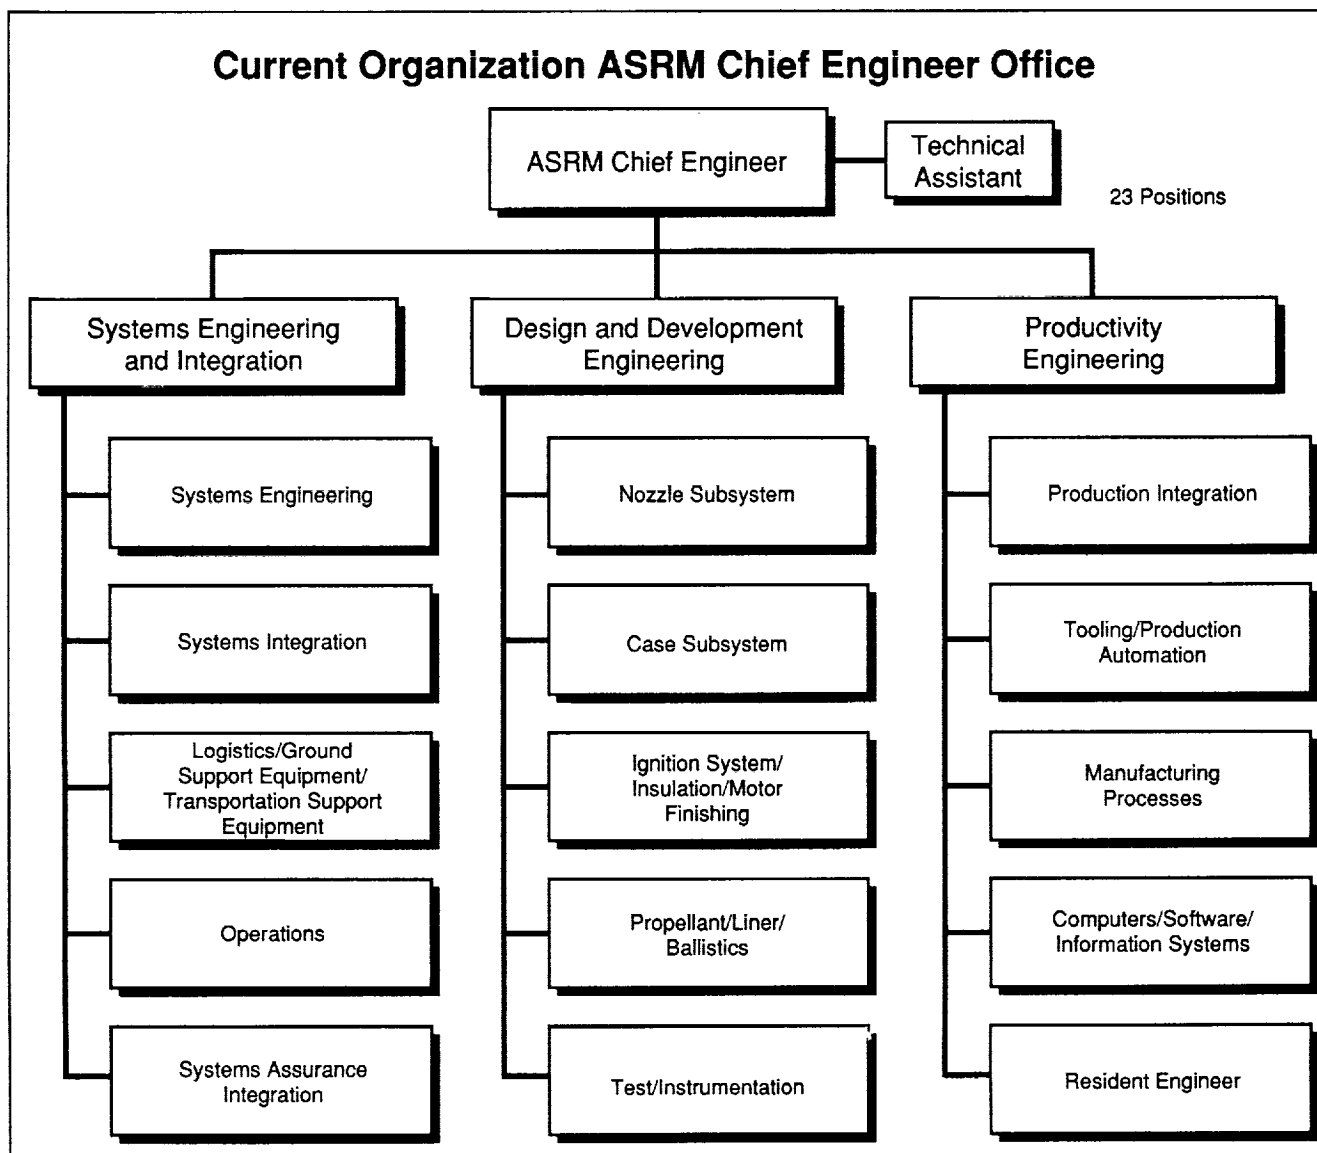 Current Organization ASRM Chief Engineer Office
ASRM Chief Engineer
Technical
Assistant
23 Positions
Systems Engineering
and Integration
Design and Development
Engineering
Productivity
Engineering
Systems Engineering
Systems Integration
Logistics/Ground
Support Equipment/
Transportation Support
Equipment
Operations
Systems Assurance
Integration
Nozzle Subsystem
Case Subsystem
Ignition System/
Insulation/Motor
Finishing
Propellant/Liner/
Ballistics
Test/Instrumentation
Production Integration
Tooling/Production
Automation
Manufacturing
Processes
Computers/Software/
Information Systems
Resident Engineer